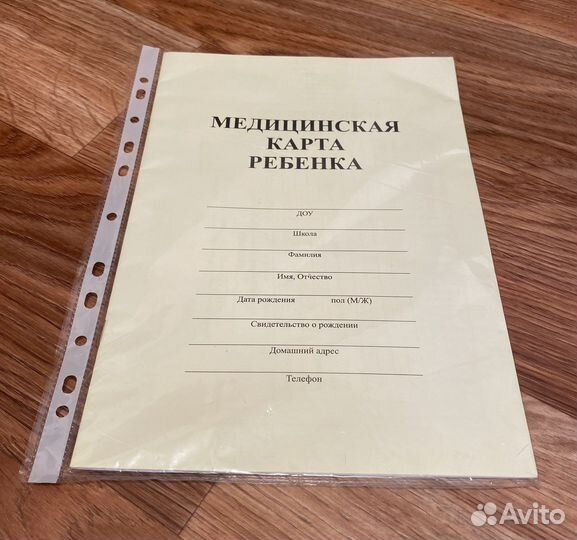 МЕДИЦИНСКАЯ
КАРТА
РЕБЕНКА
ДОУ
Школа
Фамилия
Имя, Отчество
Дата рождения пол (М/Ж)
Свидетельство о рождении
Домашний адрес
Телефон
Avito